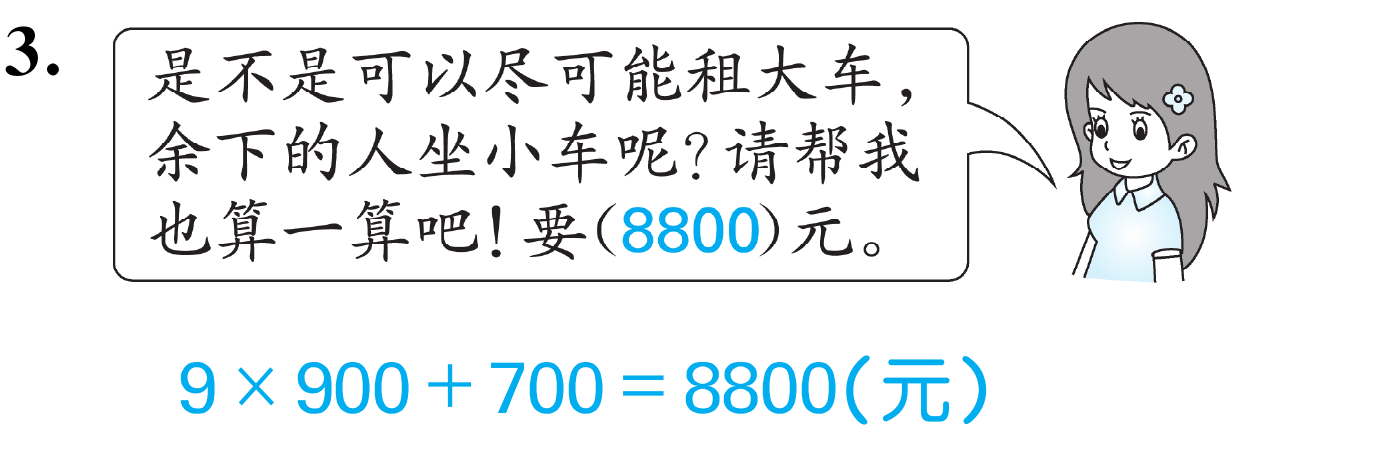 3.
是不是可以尽可能租大车,
余下的人坐小车呢?请帮我
也算一算吧!要(8800)元。
9×900+700=8800(元)